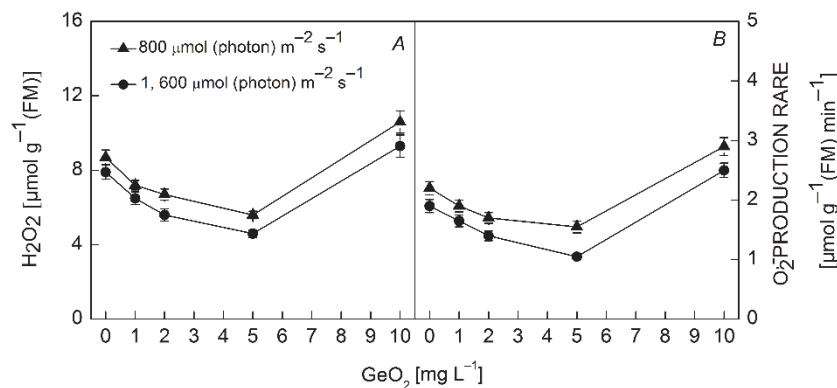 16
12
8
4
0
H₂O₂ [µmol g⁻¹ (FM)]
A
800 µmol (photon) m⁻² s⁻¹
1, 600 µmol (photon) m⁻² s⁻¹
B
5
4
3
2
1
0
O₂⁻PRODUCTION RARE
[µmol g⁻¹ (FM) min⁻¹]
0 1 2 3 4 5 6 7 8 9 10
0 1 2 3 4 5 6 7 8 9 10
GeO₂ [mg L⁻¹]